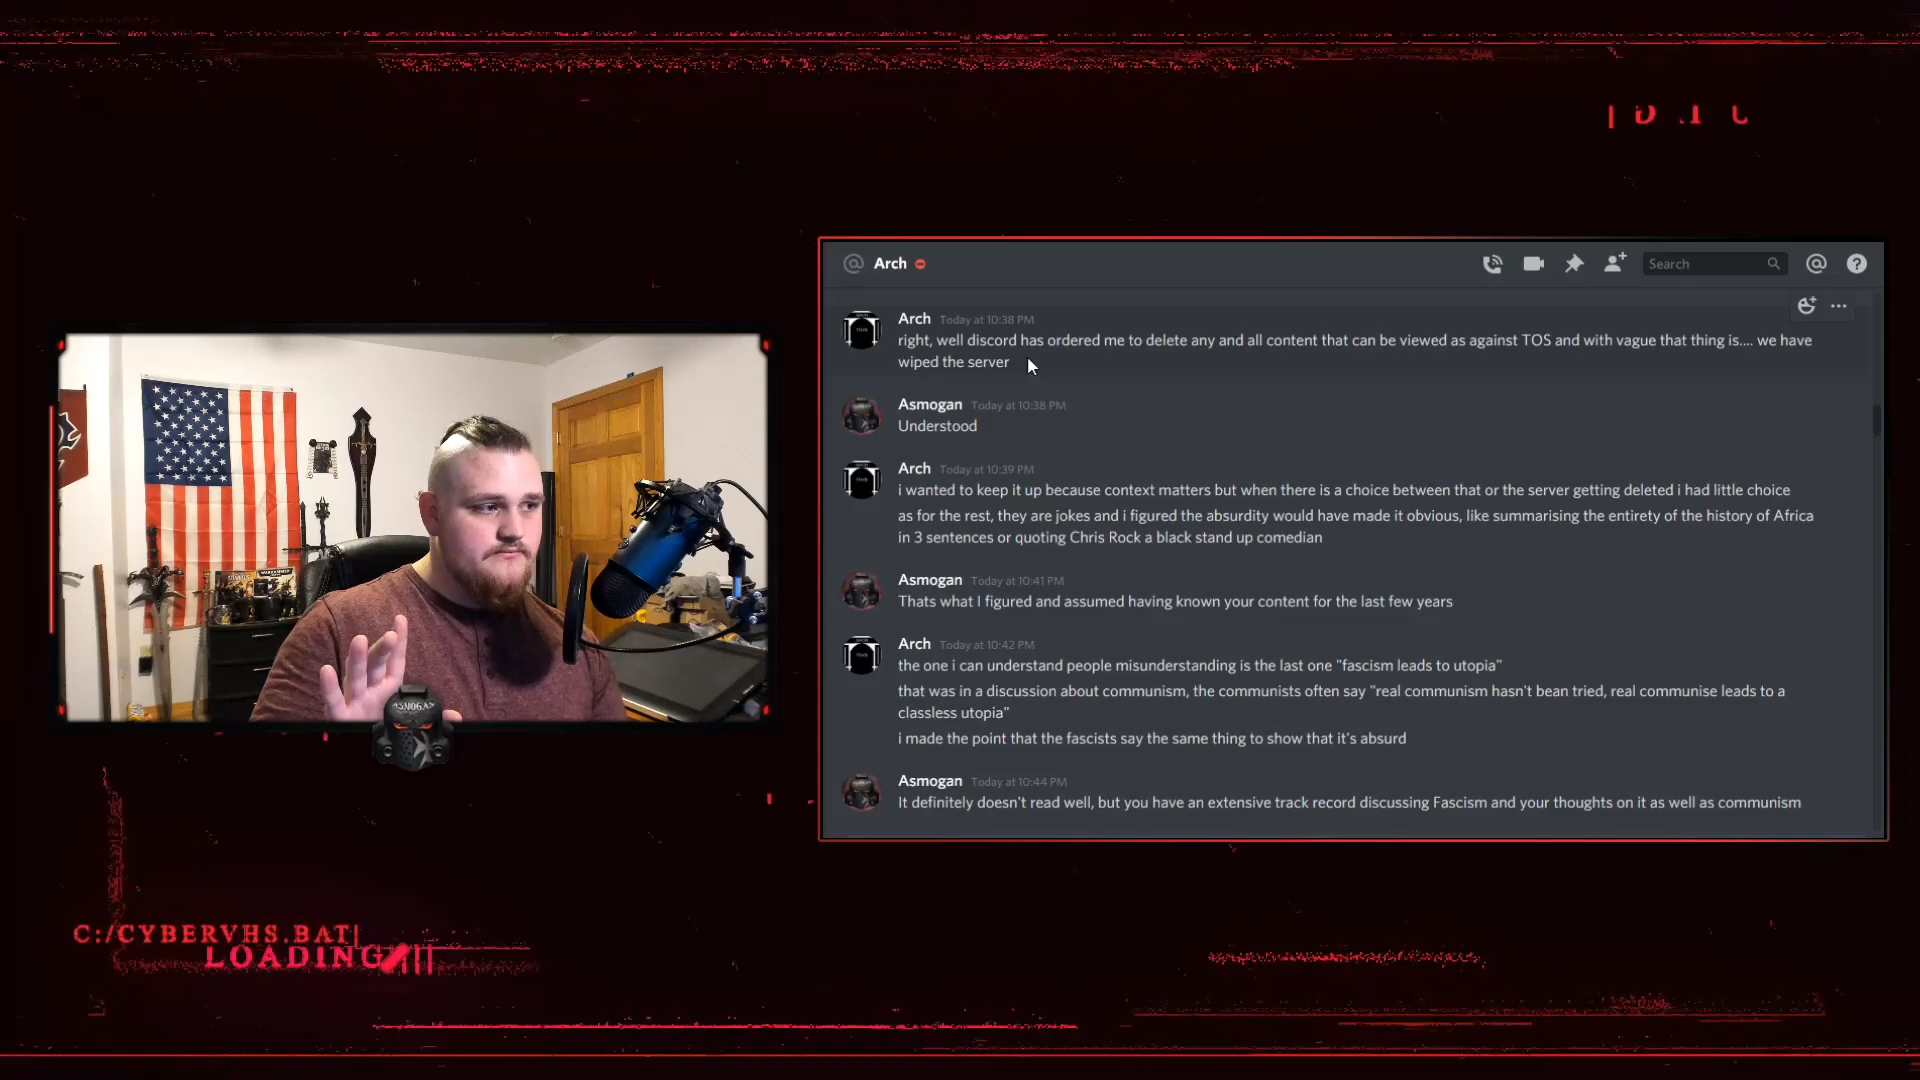 Arch
Search
Arch Today at 10:38 PM
right, well discord has ordered me to delete any and all content that can be viewed as against TOS and with vague that thing is.... we have
wiped the server
Asmogan Today at 10:38 PM
Understood
Arch Today at 10:39 PM
i wanted to keep it up because context matters but when there is a choice between that or the server getting deleted i had little choice
as for the rest, they are jokes and i figured the absurdity would have made it obvious, like summarising the entirety of the history of Africa
in 3 sentences or quoting Chris Rock a black stand up comedian
Asmogan Today at 10:41 PM
Thats what I figured and assumed having known your content for the last few years
Arch Today at 10:42 PM
the one i can understand people misunderstanding is the last one "fascism leads to utopia"
that was in a discussion about communism, the communists often say "real communism hasn't bean tried, real communise leads to a
classless utopia"
i made the point that the fascists say the same thing to show that it's absurd
Asmogan Today at 10:44 PM
It definitely doesn't read well, but you have an extensive track record discussing Fascism and your thoughts on it as well as communism
ASMOGAN
C:/CYBERVHS.BAT|
LOADING